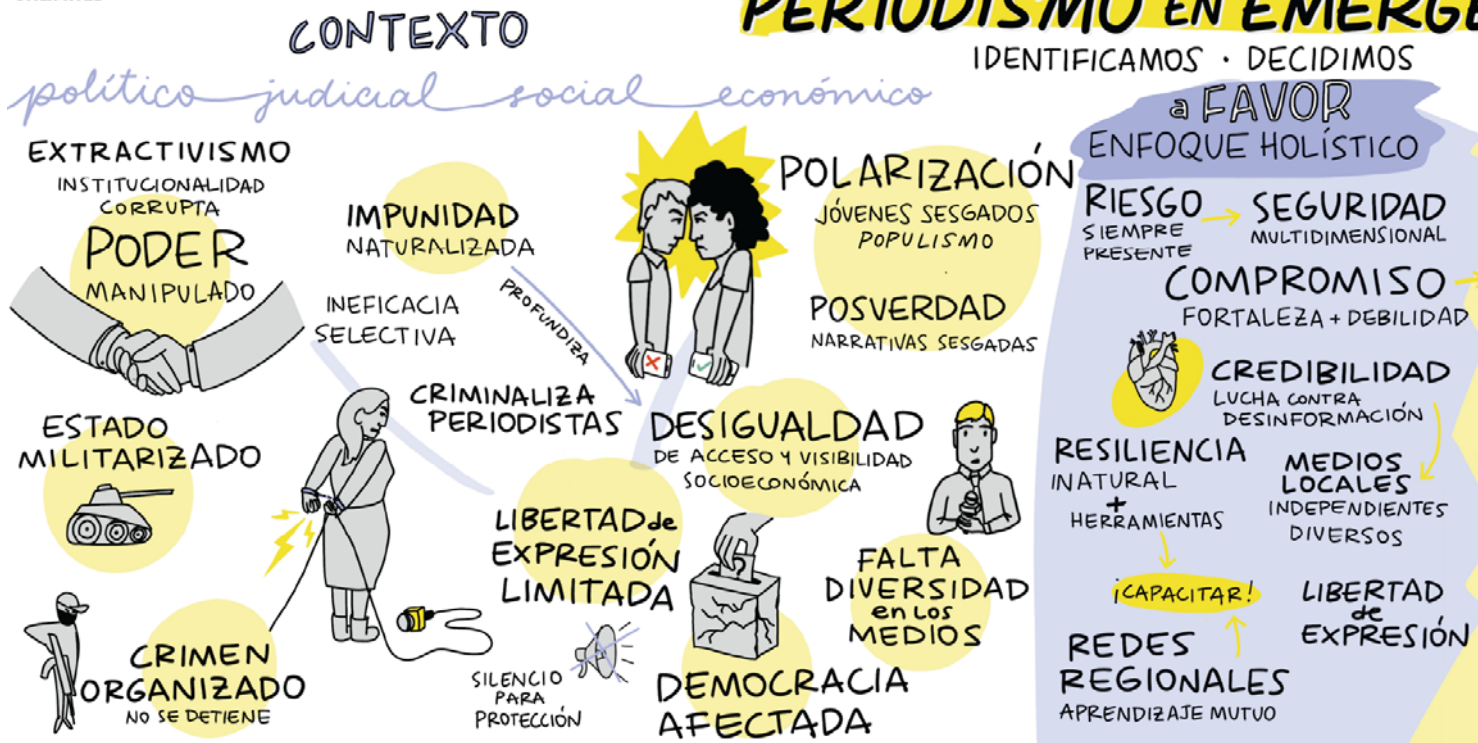 CONTEXTO
político judicial social económico
EXTRACTIVISMO
INSTITUCIONALIDAD
CORRUPTA
PODER
MANIPULADO
IMPUNIDAD
NATURALIZADA
INEFICACIA
SELECTIVA
PROFUNDIZA
POLARIZACIÓN
JÓVENES SESGADOS
POPULISMO
POSVERDAD
NARRATIVAS SESGADAS
CRIMINALIZA
PERIODISTAS
DESIGUALDAD
DE ACCESO Y VISIBILIDAD
SOCIOECONÓMICA
ESTADO
MILITARIZADO
LIBERTAD de
EXPRESIÓN
LIMITADA
FALTA
DIVERSIDAD
en Los
MEDIOS
CRIMEN
ORGANIZADO
NO SE DETIENE
SILENCIO
PARA
PROTECCIÓN
DEMOCRACIA
AFECTADA
PERIODISMO EN EMERGE
IDENTIFICAMOS · DECIDIMOS
a FAVOR
ENFOQUE HOLÍSTICO
RIESGO
SIEMPRE
PRESENTE
SEGURIDAD
MULTIDIMENSIONAL
COMPROMISO
FORTALEZA + DEBILIDAD
CREDIBILIDAD
LUCHA CONTRA
DESINFORMACIÓN
RESILIENCIA
NATURAL
+
HERRAMIENTAS
MEDIOS
LOCALES
INDEPENDIENTES
DIVERSOS
¡CAPACITAR!
LIBERTAD
de
EXPRESIÓN
REDES
REGIONALES
APRENDIZAJE MUTUO